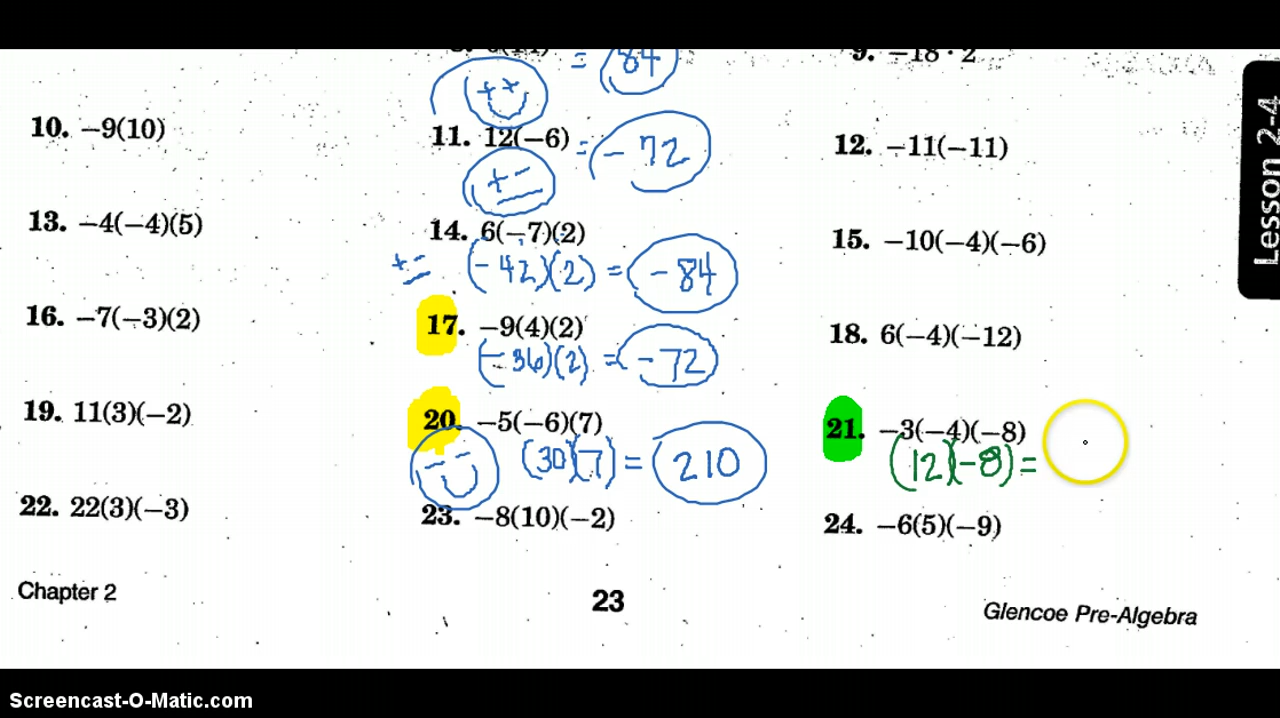 = 84
9. −18 · 2
+ +
10. −9(10)
11. 12(−6) = −72
12. −11(−11)
+ −
13. −4(−4)(5)
14. 6(−7)(2)
15. −10(−4)(−6)
+ − (−42)(2) = −84
16. −7(−3)(2)
17. −9(4)(2)
18. 6(−4)(−12)
(−36)(2) = −72
19. 11(3)(−2)
20. −5(−6)(7)
21. −3(−4)(−8)
− − (30)(7) = 210
(12)(−8) =
22. 22(3)(−3)
23. −8(10)(−2)
24. −6(5)(−9)
Lesson 2-4
Chapter 2
23
Glencoe Pre-Algebra
Screencast-O-Matic.com